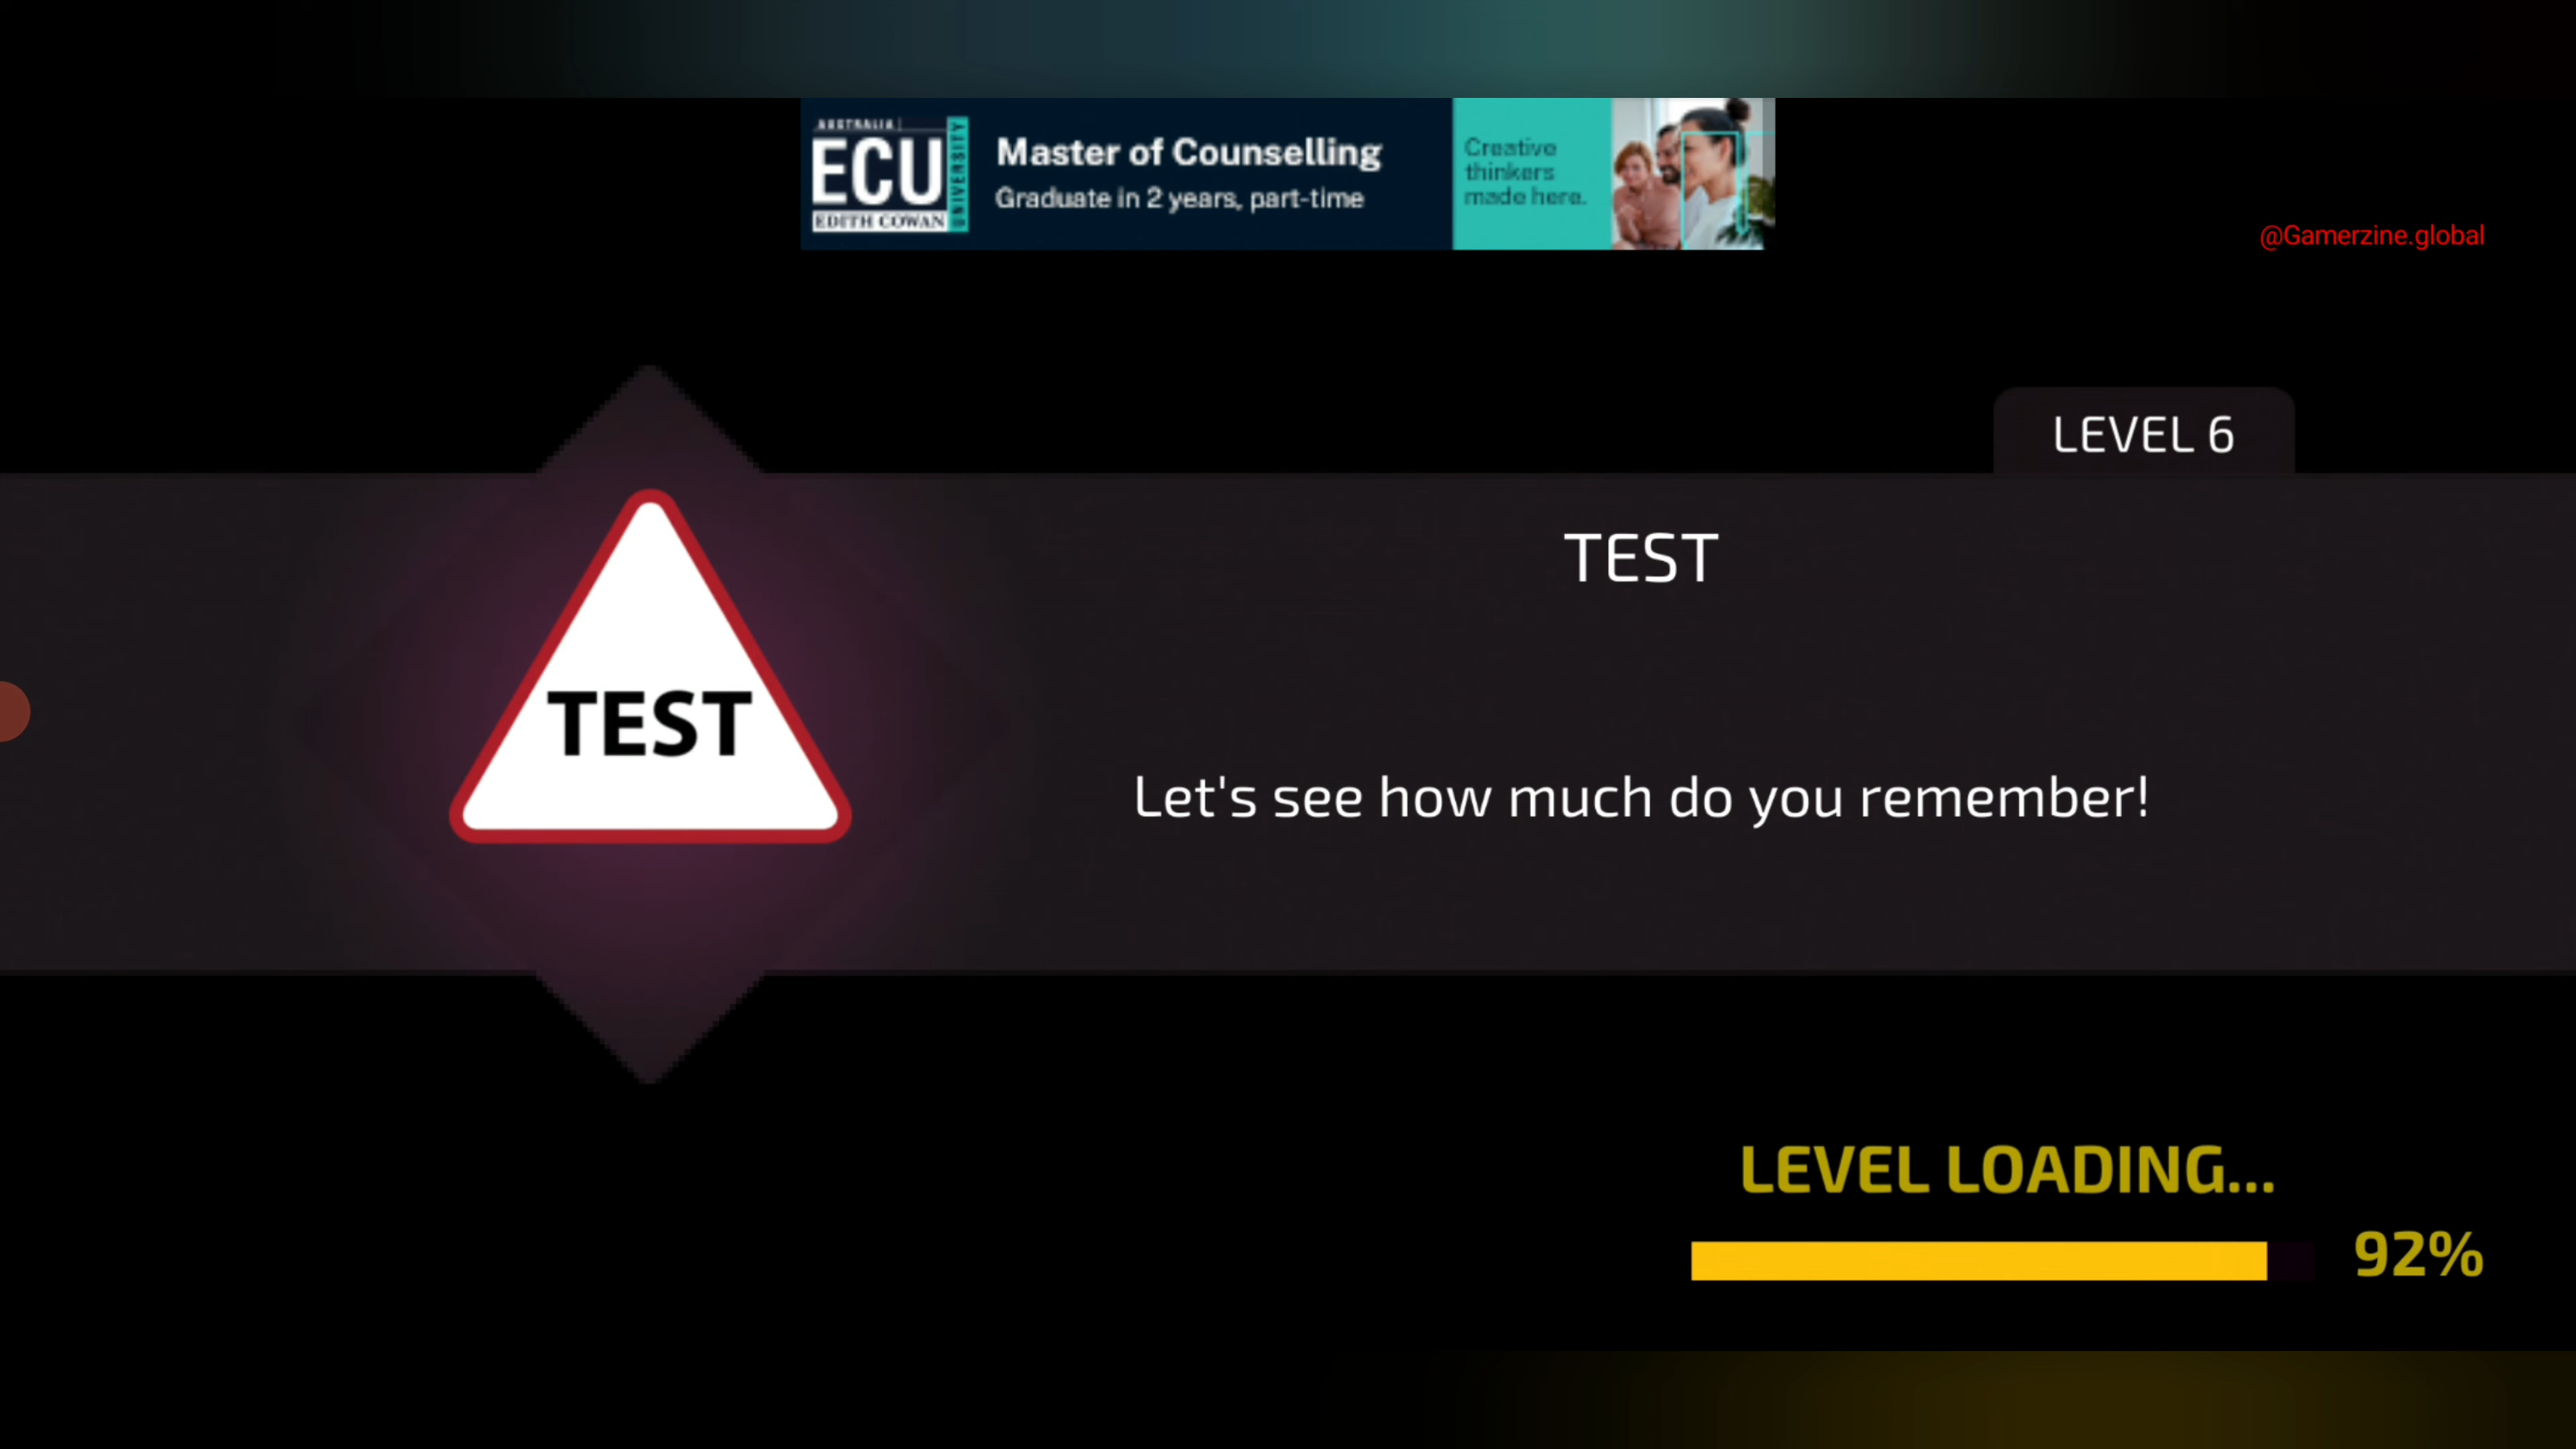 AUSTRALIA
ECU
EDITH COWAN
UNIVERSITY
Master of Counselling
Graduate in 2 years, part-time
Creative
thinkers
made here.
@Gamerzine.global
LEVEL 6
TEST
TEST
Let's see how much do you remember!
LEVEL LOADING...
92%